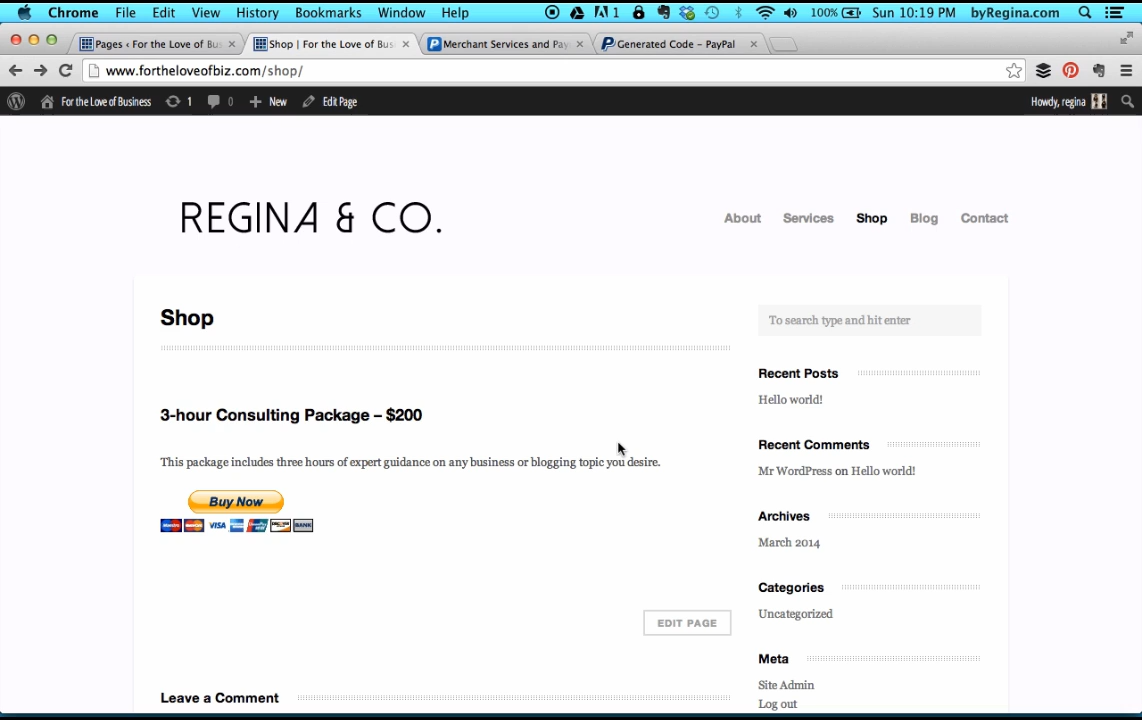 Chrome File Edit View History Bookmarks Window Help 1 100% Sun 10:19 PM byRegina.com
Pages ‹ For the Love of Bus Shop | For the Love of Bus Merchant Services and Pay Generated Code - PayPal
www.fortheloveofbiz.com/shop/
For the Love of Business 1 0 New Edit Page Howdy, regina
REGINA & CO.
About Services Shop Blog Contact
Shop
To search type and hit enter
3-hour Consulting Package – $200
This package includes three hours of expert guidance on any business or blogging topic you desire.
Buy Now
VISA
BANK
EDIT PAGE
Leave a Comment
Recent Posts
Hello world!
Recent Comments
Mr WordPress on Hello world!
Archives
March 2014
Categories
Uncategorized
Meta
Site Admin
Log out